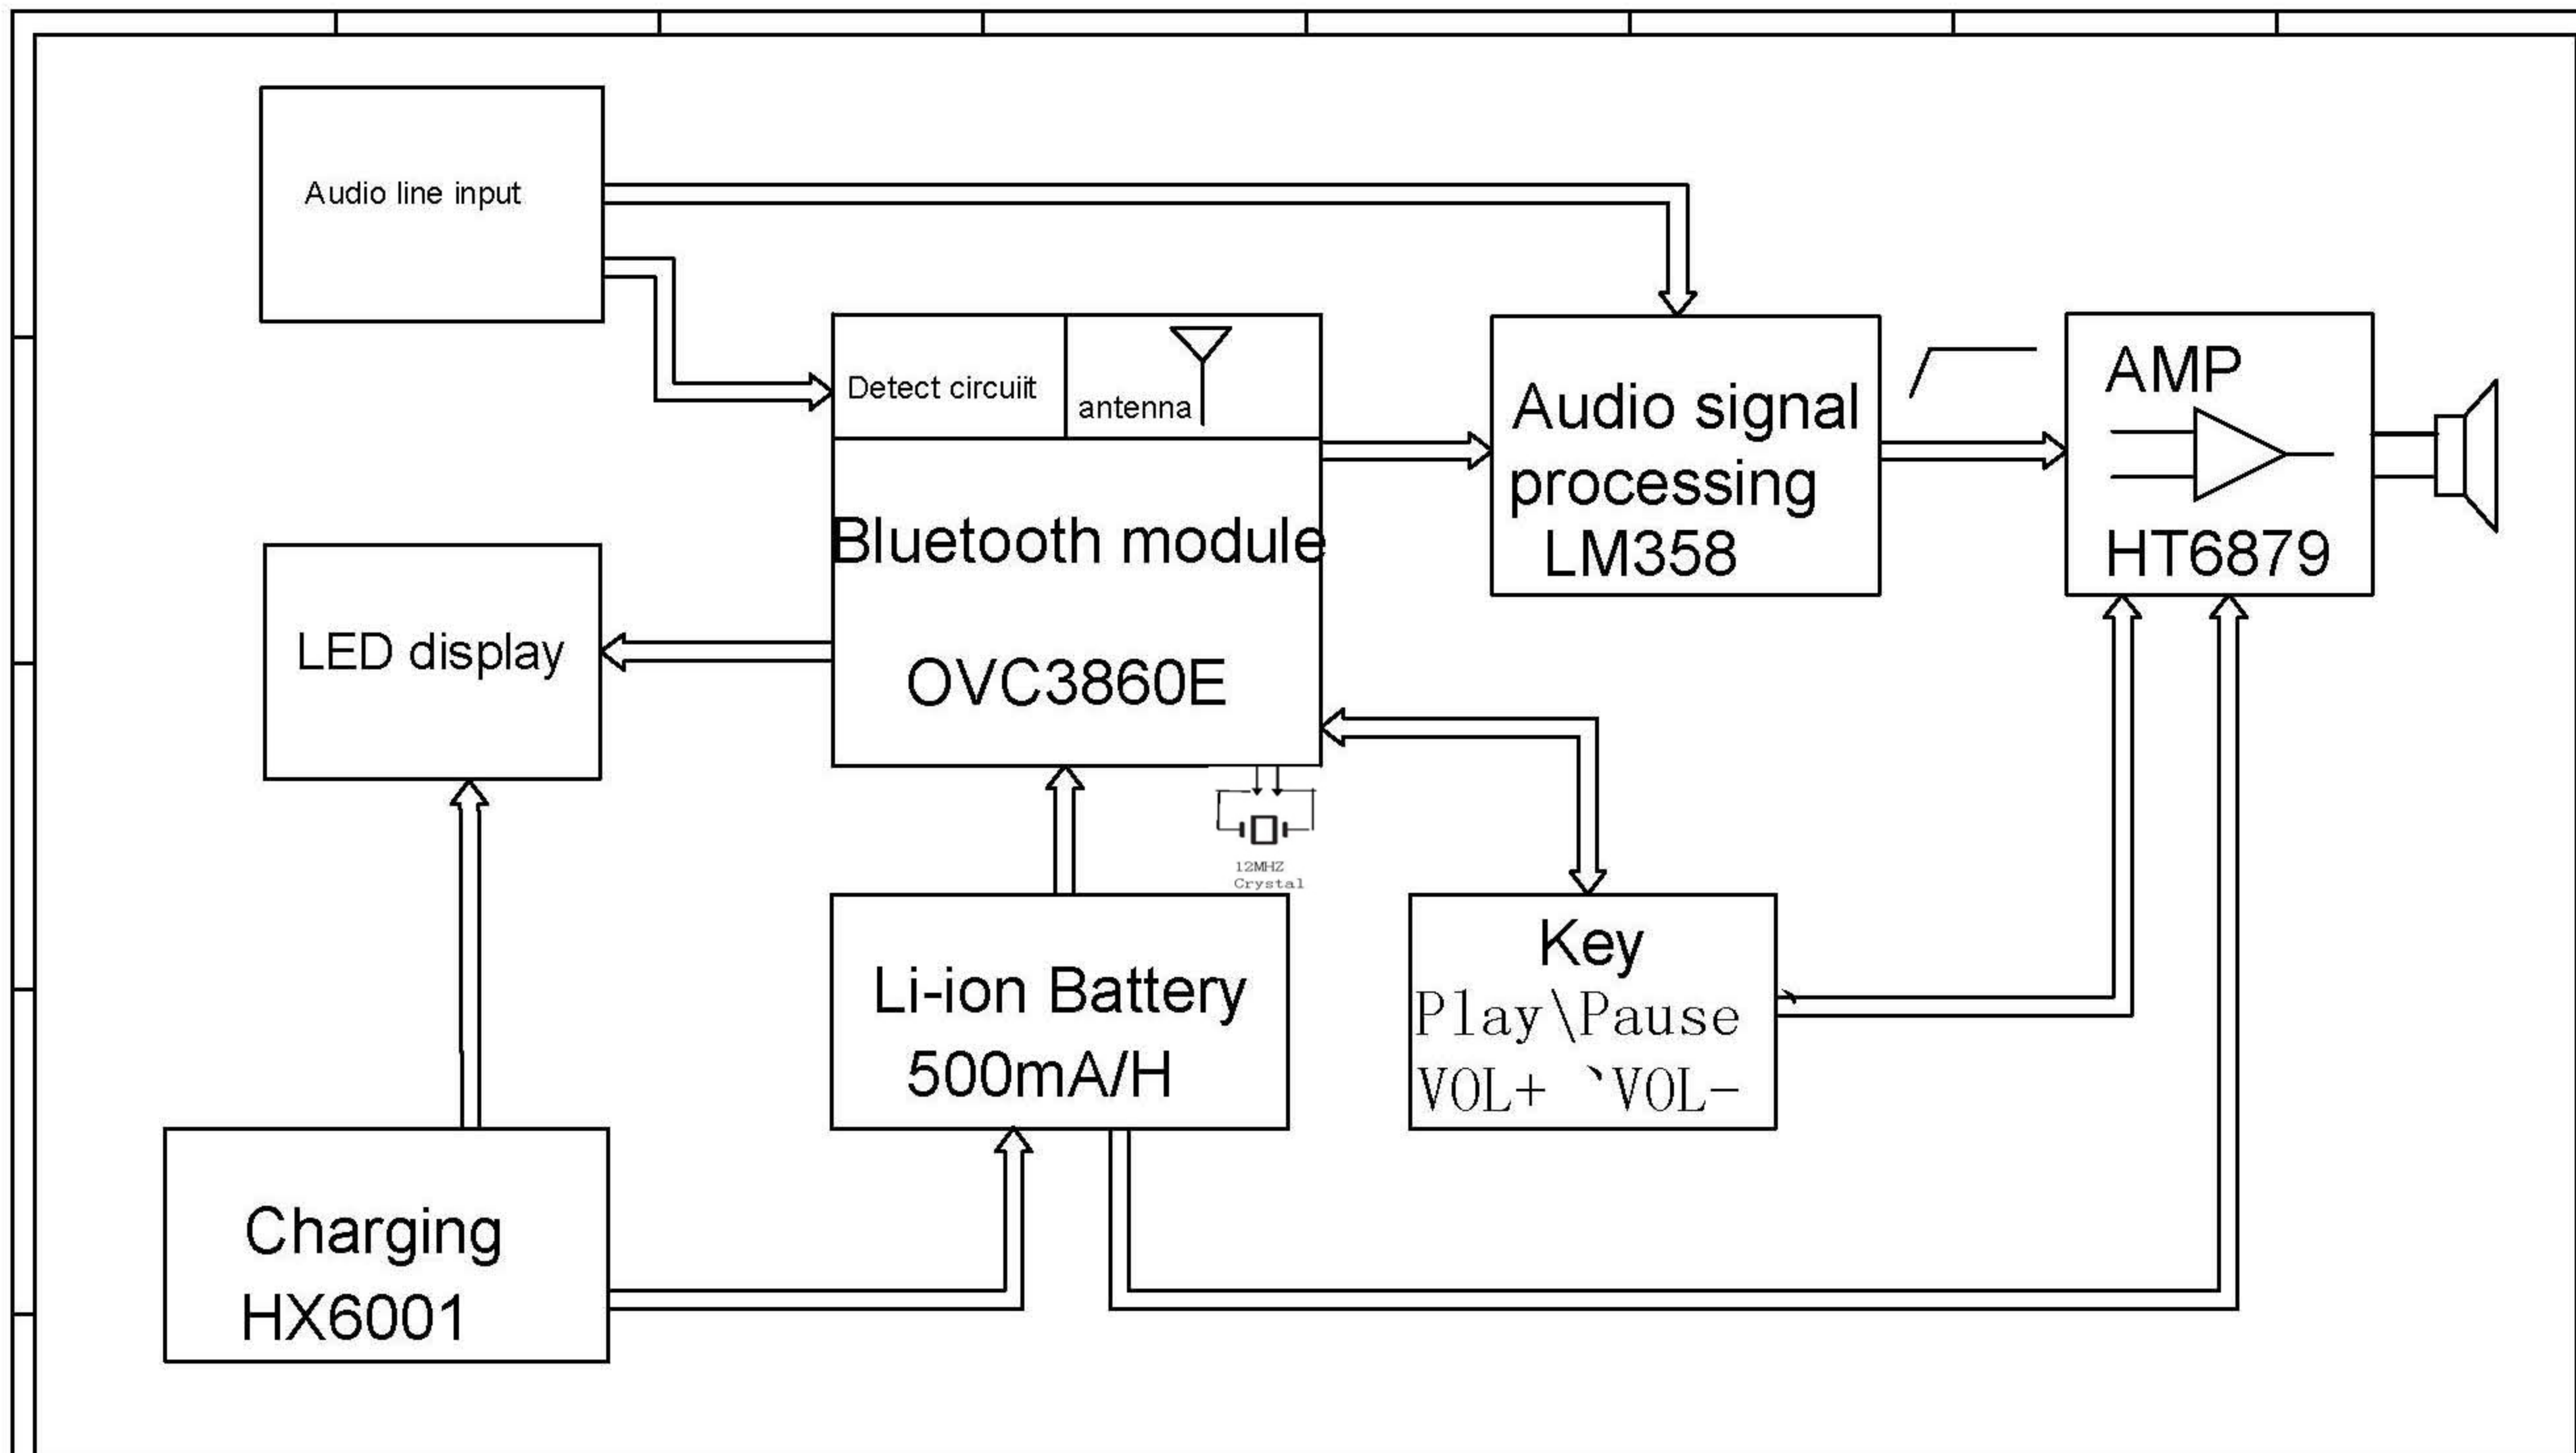 Audio line input
Detect circuiit
antenna
Bluetooth module
OVC3860E
Audio signal
processing
LM358
AMP
HT6879
LED display
12MHZ
Crystal
Li-ion Battery
500mA/H
Key
Play\Pause
VOL+ `VOL-
Charging
HX6001